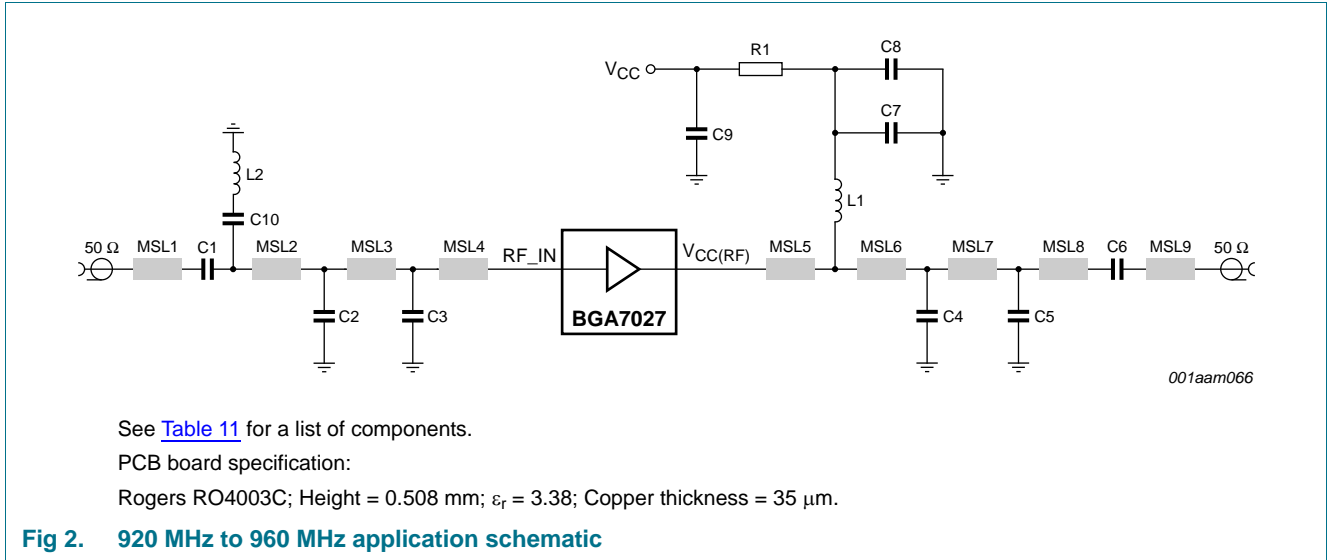 V_CC
R1
C8
C7
C9
L1
L2
C10
50 Ω
MSL1
C1
MSL2
MSL3
MSL4
RF_IN
BGA7027
V_CC(RF)
MSL5
MSL6
MSL7
MSL8
C6
MSL9
50 Ω
C2
C3
C4
C5
001aam066
See Table 11 for a list of components.
PCB board specification:
Rogers RO4003C; Height = 0.508 mm; εr = 3.38; Copper thickness = 35 μm.
Fig 2. 920 MHz to 960 MHz application schematic